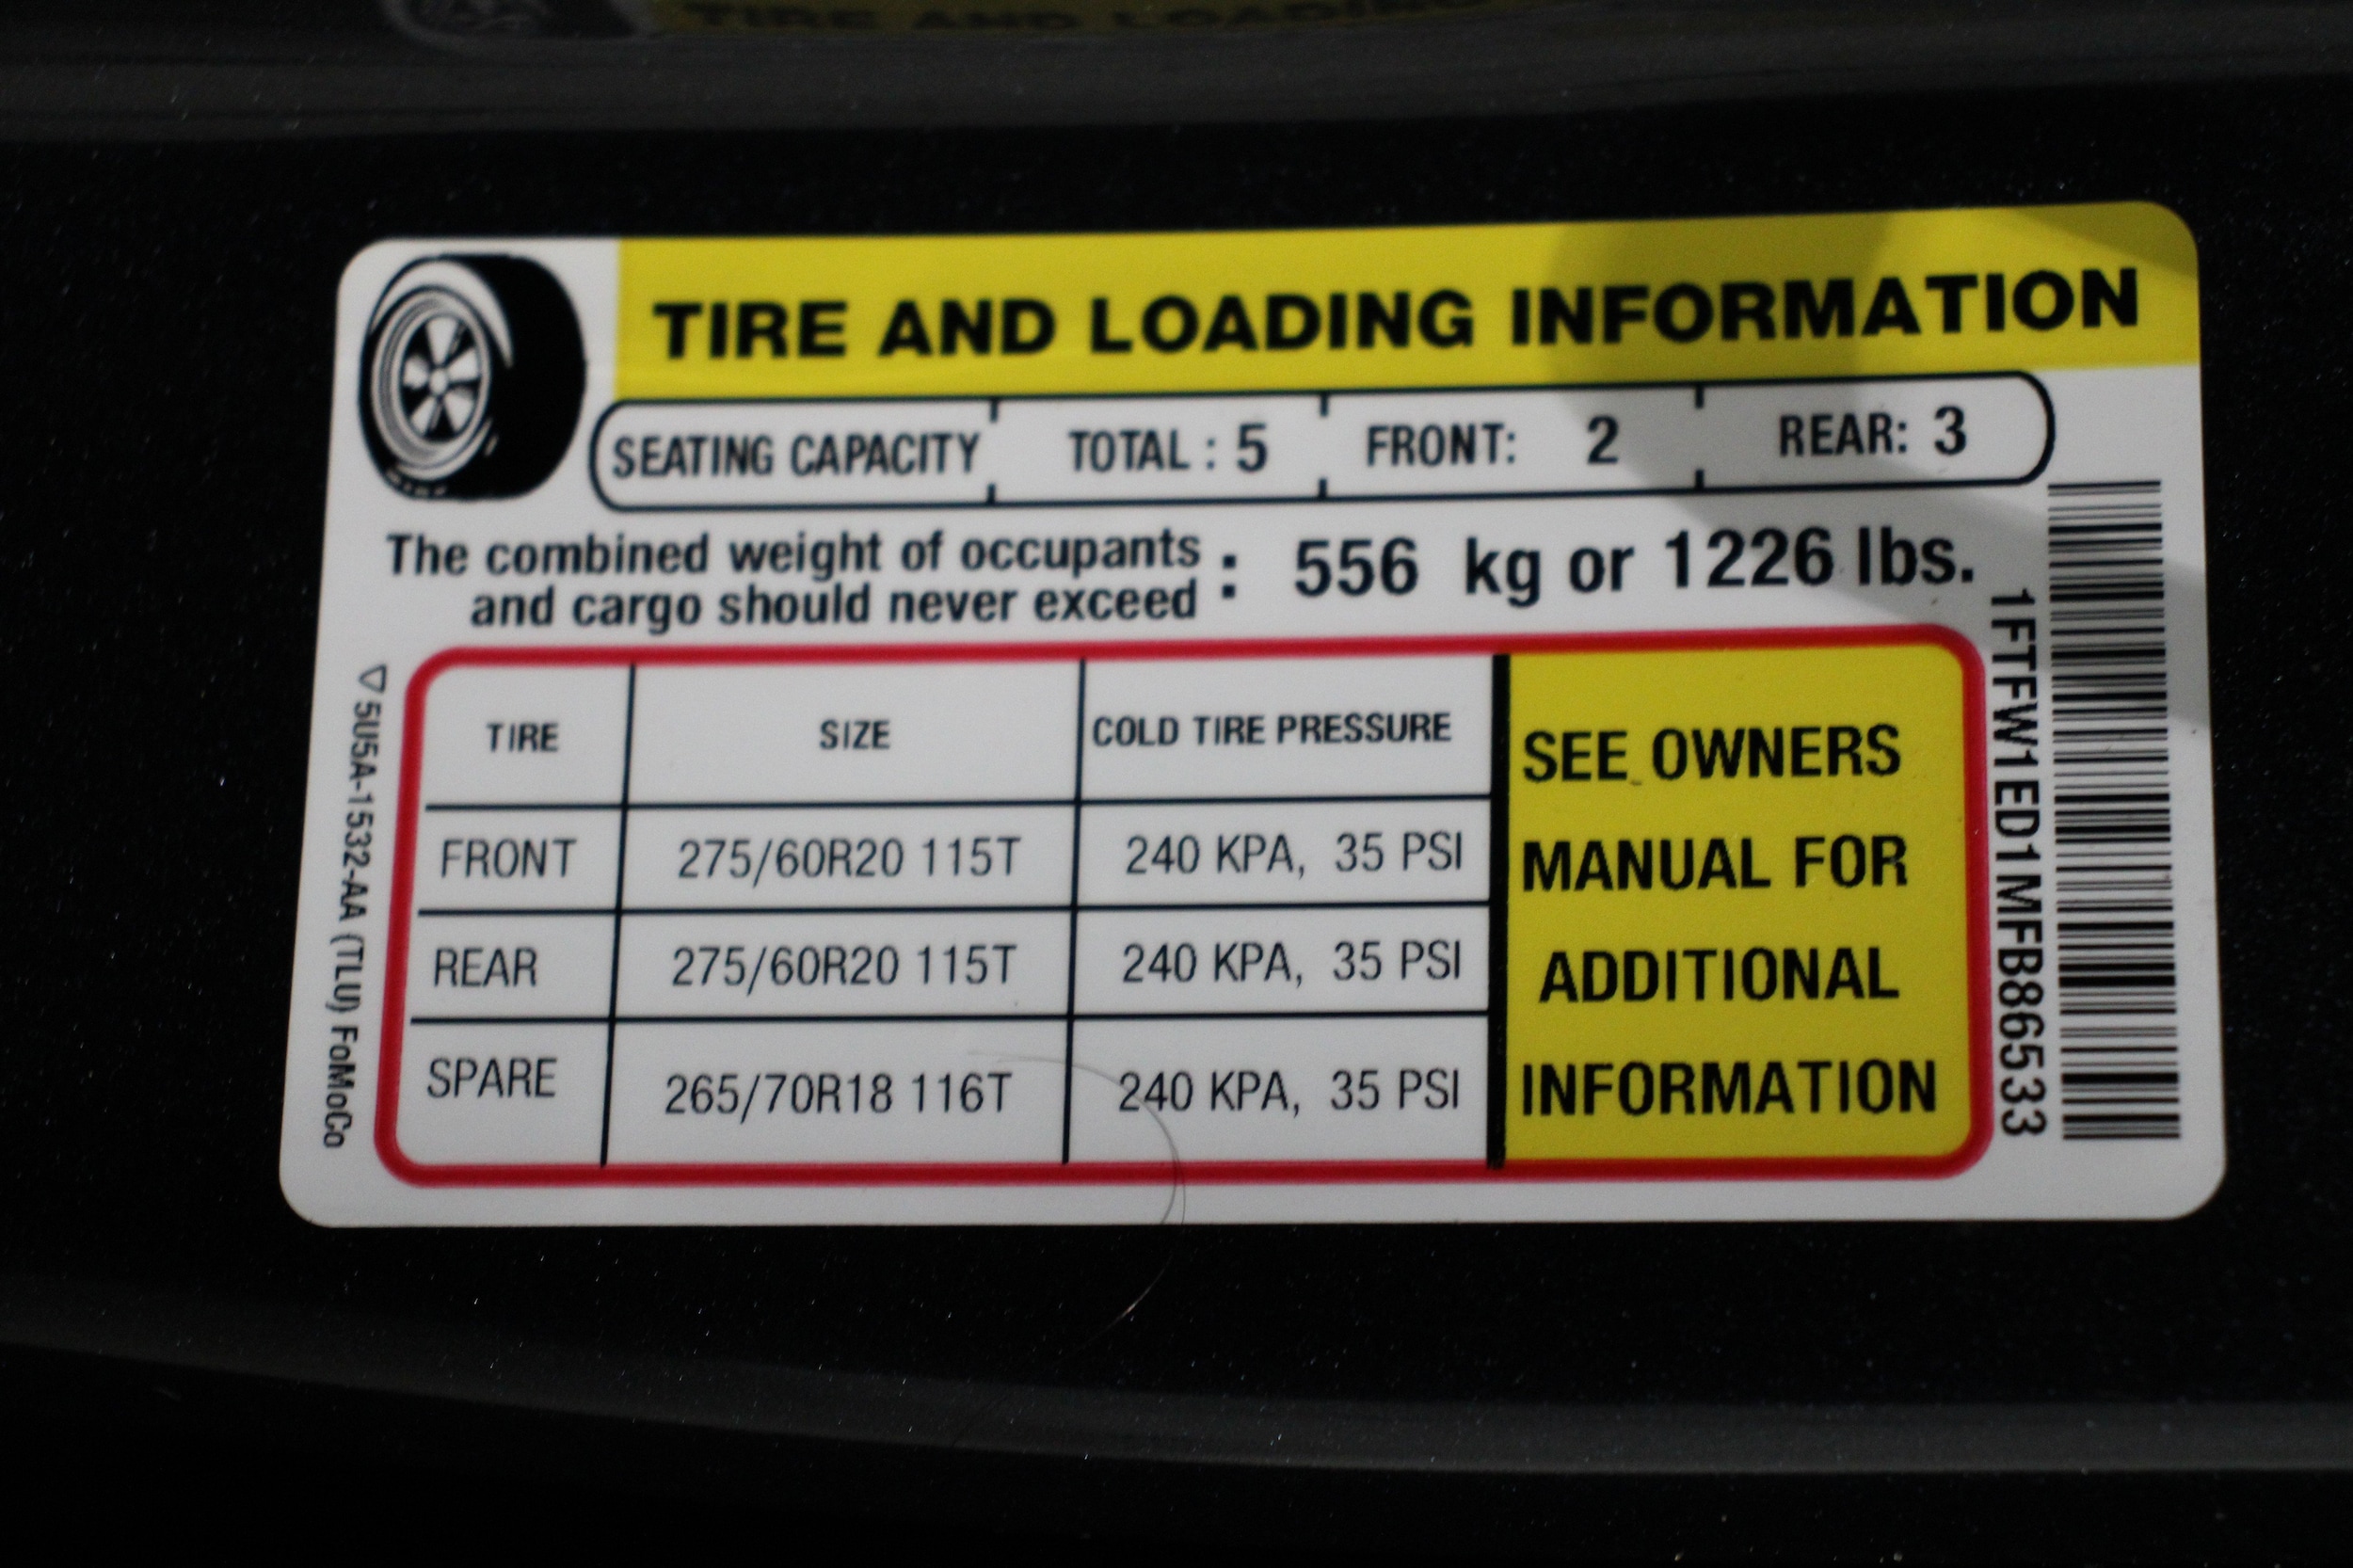 TIRE AND LOADING
TIRE AND LOADING INFORMATION
SEATING CAPACITY TOTAL : 5 FRONT: 2 REAR: 3
The combined weight of occupants
and cargo should never exceed : 556 kg or 1226 lbs.
TIRE SIZE COLD TIRE PRESSURE
FRONT 275/60R20 115T 240 KPA, 35 PSI
REAR 275/60R20 115T 240 KPA, 35 PSI
SPARE 265/70R18 116T 240 KPA, 35 PSI
SEE OWNERS
MANUAL FOR
ADDITIONAL
INFORMATION
5U5A-1532-AA (TLU) FoMoCo
1FTFW1ED1MFB86533